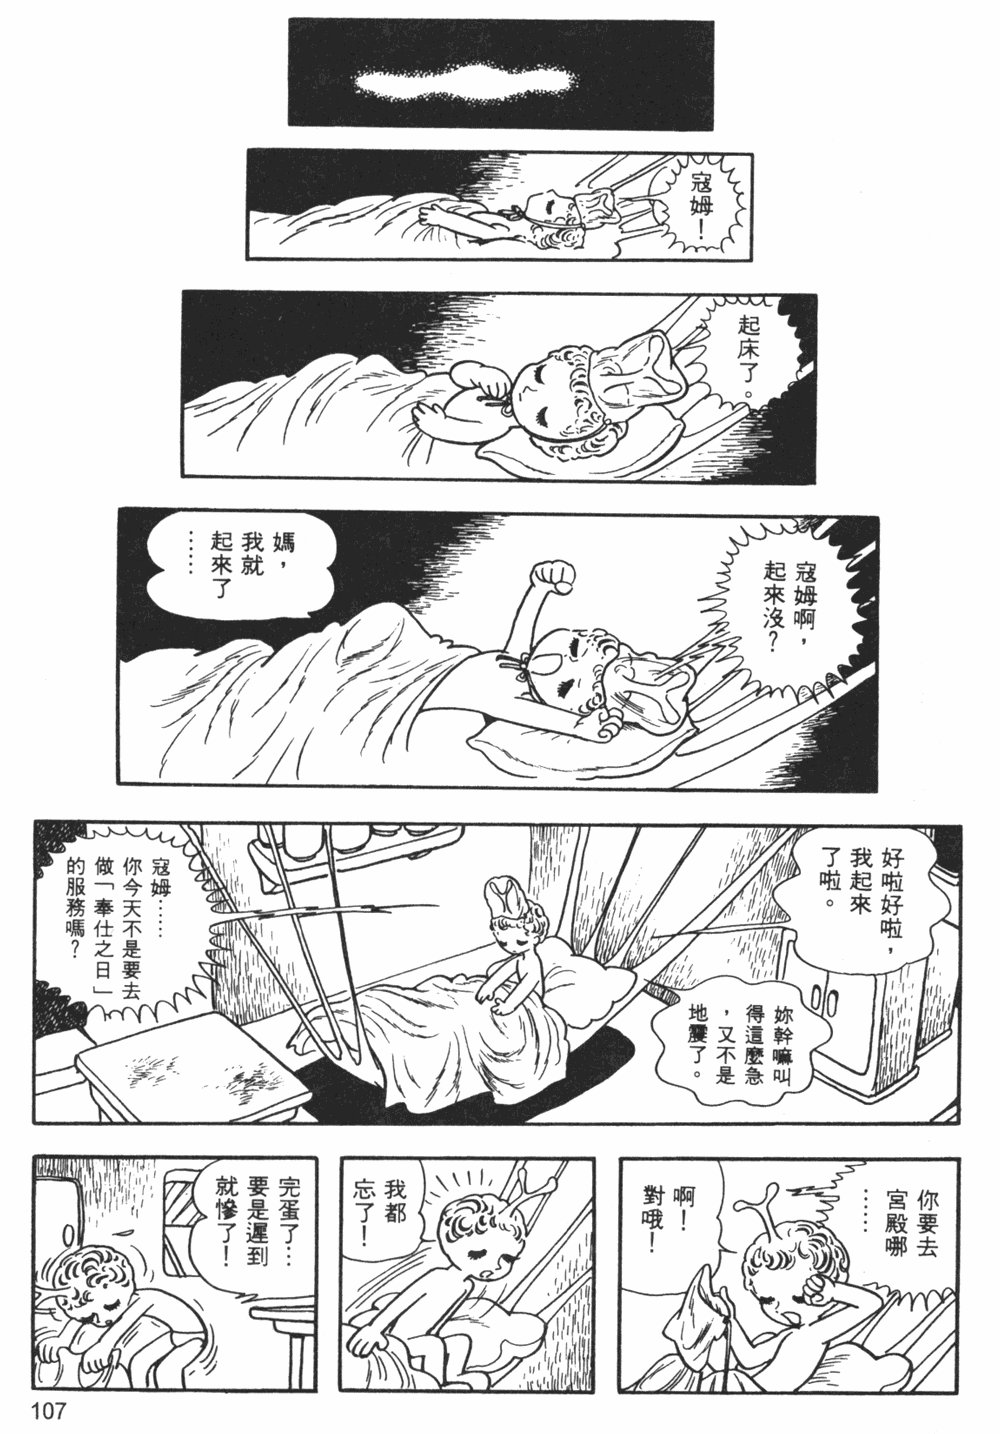 寇姆！
起床了。
寇姆啊，
起來沒？
媽，
我就
起來了
……
好啦好啦，
我起來
了啦。
妳幹嘛叫
得這麼急
，又不是
地震了。
寇姆……
你今天不是要去
做「奉仕之日」
的服務嗎？
你要去
宮殿哪
……
啊！
對哦！
我都
忘了！
完蛋了…
要是遲到
就慘了！
107